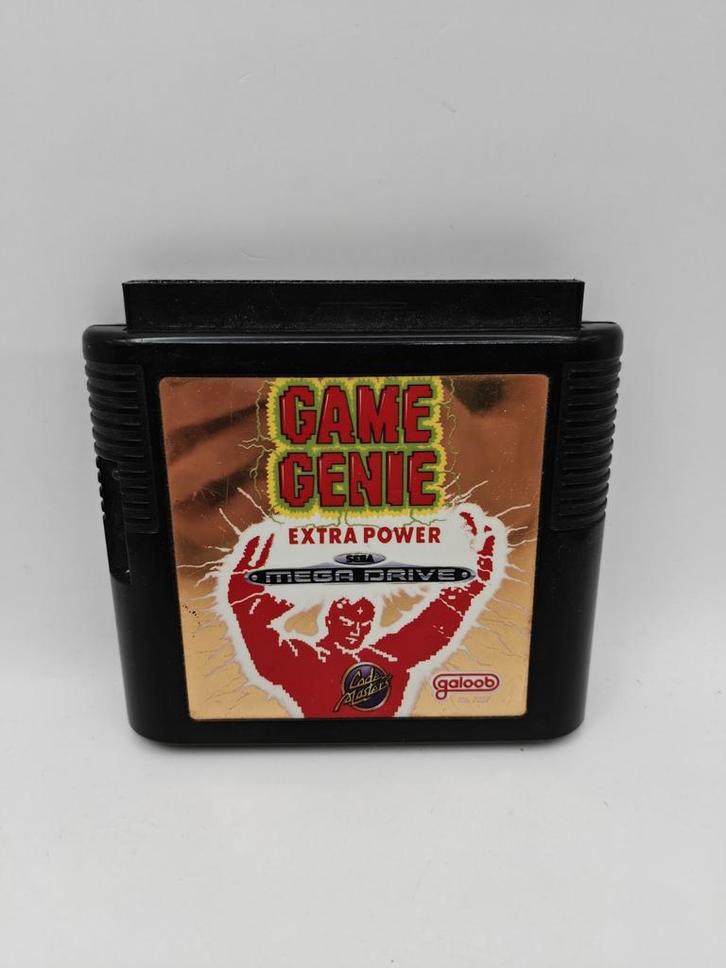 GAME
GENIE
EXTRA POWER
SEGA
MEGA DRIVE
Code
Masters
galoob